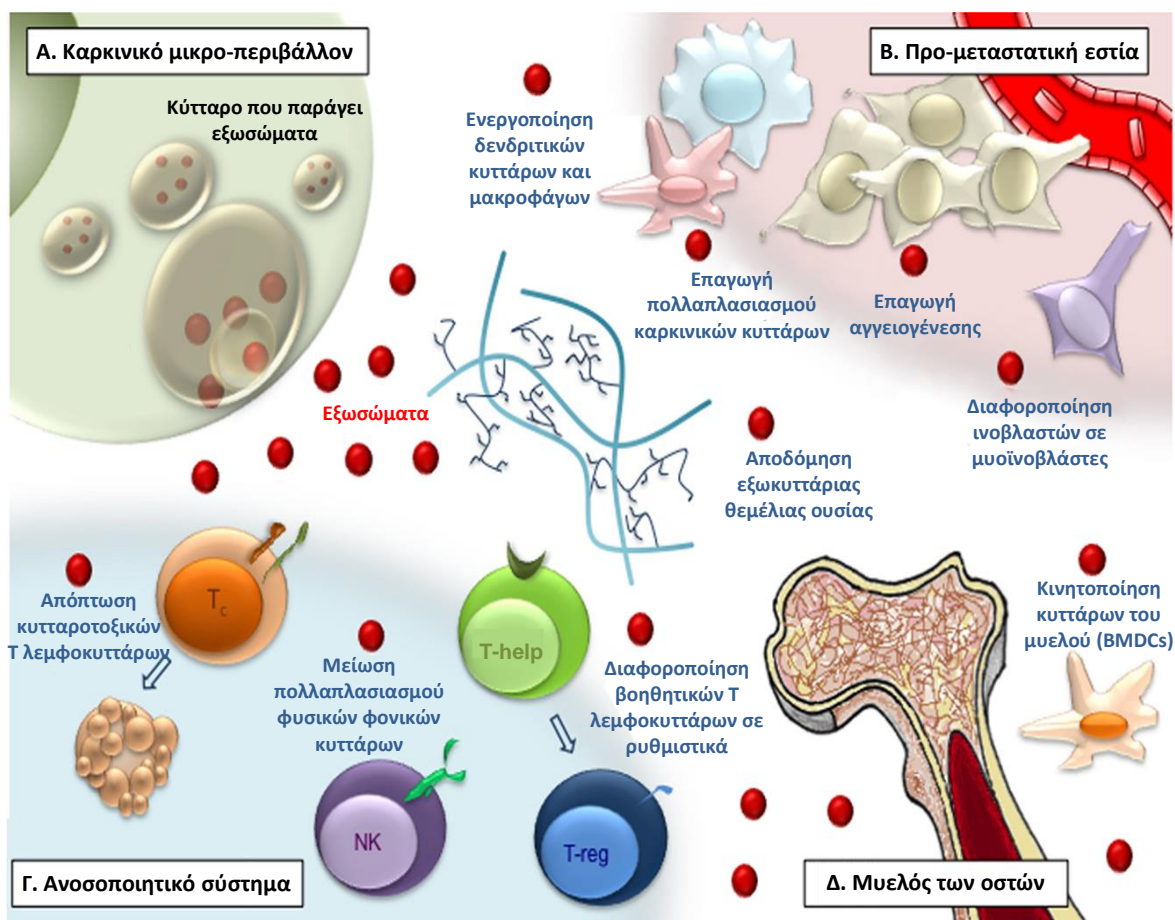 Α. Καρκινικό μικρο-περιβάλλον
Κύτταρο που παράγει
εξωσώματα
Ενεργοποίηση
δενδριτικών
κυττάρων και
μακροφάγων
Β. Προ-μεταστατική εστία
Επαγωγή
πολλαπλασιασμού
καρκινικών κυττάρων
Επαγωγή
αγγειογένεσης
Διαφοροποίηση
ινοβλαστών σε
μυοϊνοβλάστες
Εξωσώματα
Αποδόμηση
εξωκυττάριας
θεμέλιας ουσίας
Απόπτωση
κυτταροτοξικών
Τ λεμφοκυττάρων
Tc
Μείωση
πολλαπλασιασμού
φυσικών φονικών
κυττάρων
NK
T-help
Διαφοροποίηση
βοηθητικών Τ
λεμφοκυττάρων σε
ρυθμιστικά
T-reg
Κινητοποίηση
κυττάρων του
μυελού (BMDCs)
Γ. Ανοσοποιητικό σύστημα
Δ. Μυελός των οστών